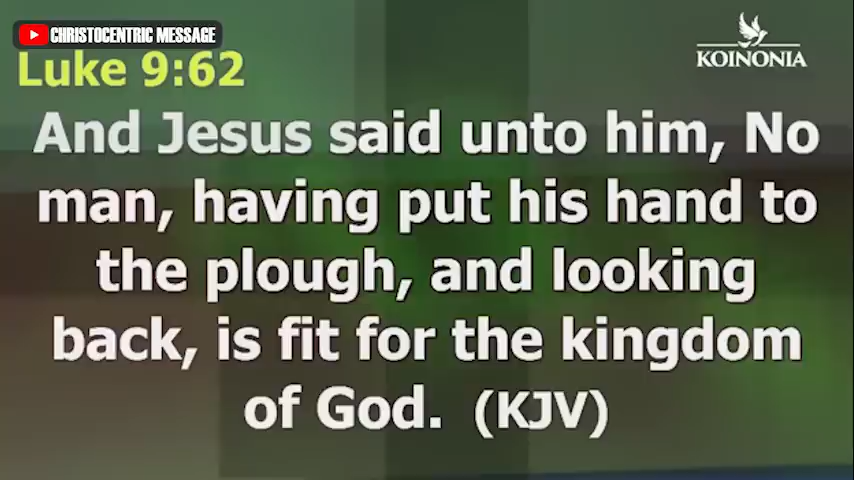 CHRISTOCENTRIC MESSAGE
KOINONIA
Luke 9:62
And Jesus said unto him, No
man, having put his hand to
the plough, and looking
back, is fit for the kingdom
of God. (KJV)